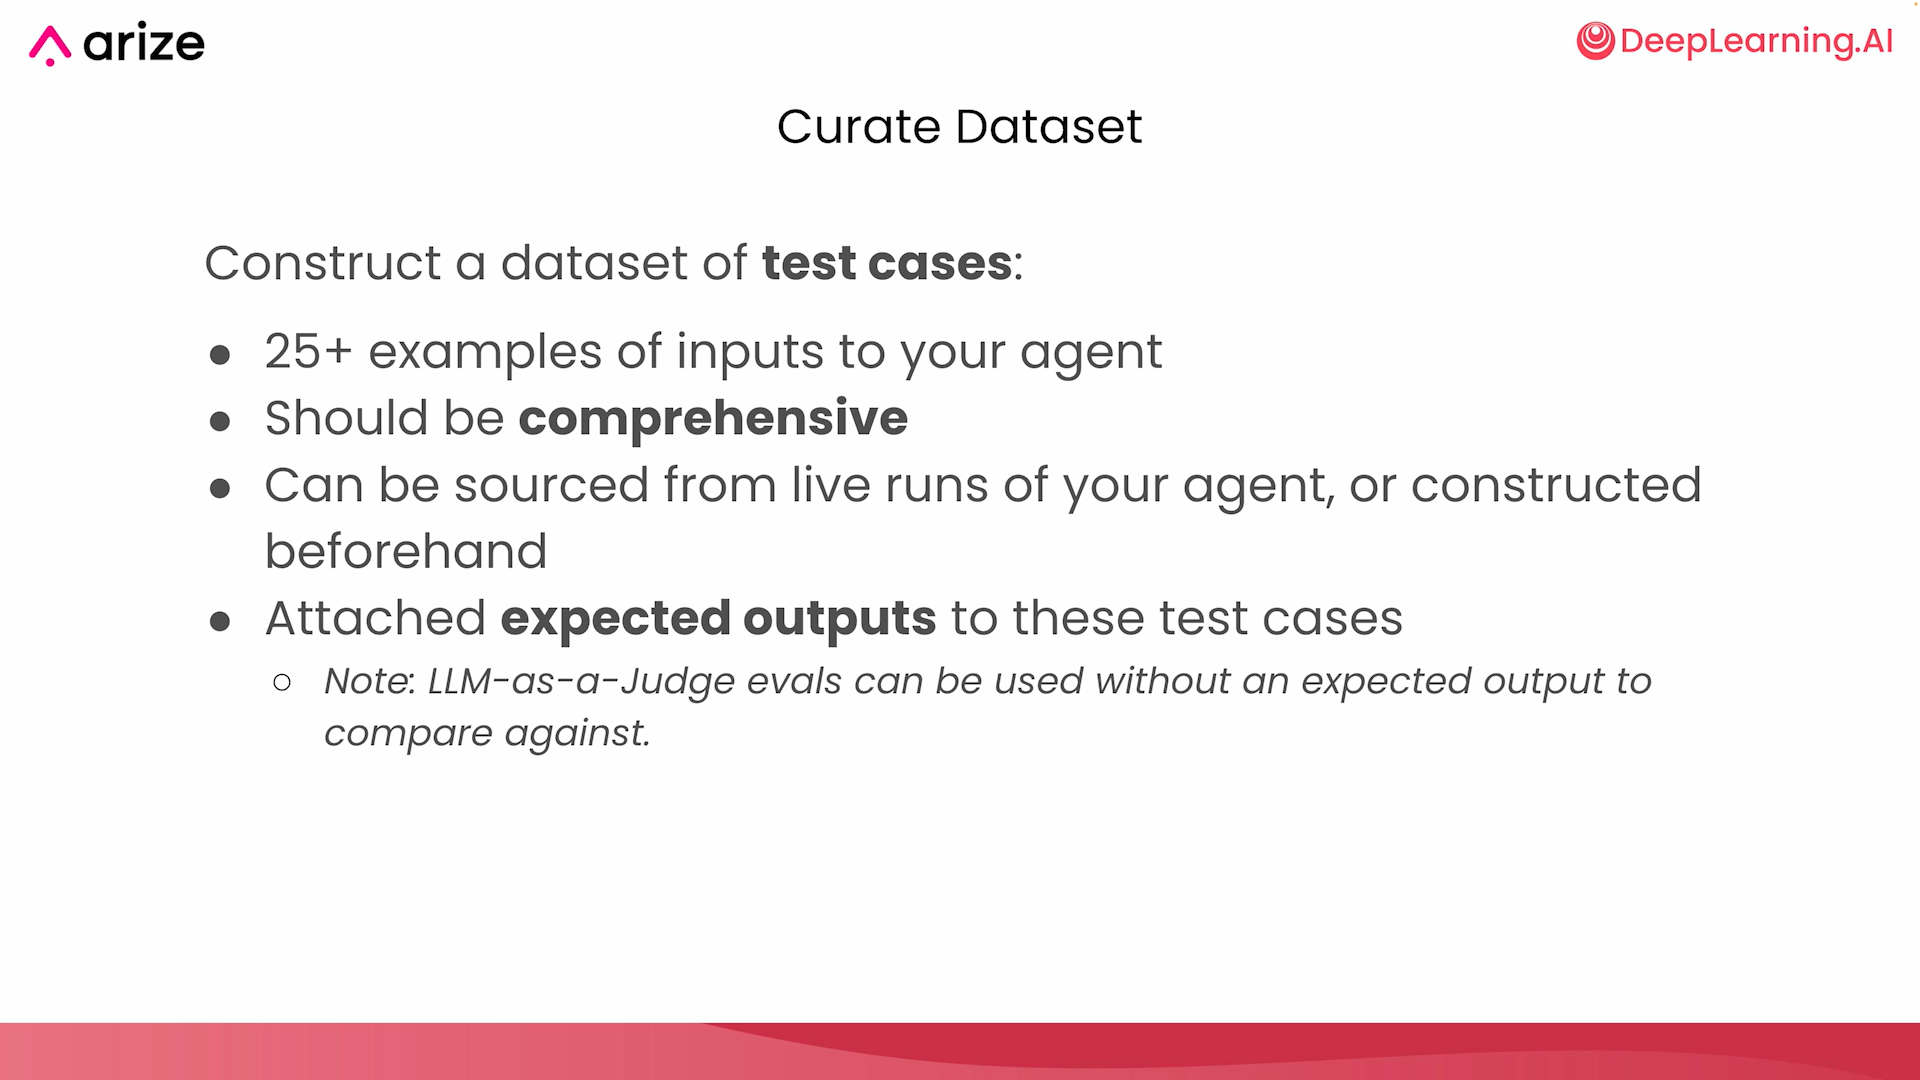 arize
DeepLearning.AI
Curate Dataset
Construct a dataset of test cases:
● 25+ examples of inputs to your agent
● Should be comprehensive
● Can be sourced from live runs of your agent, or constructed
beforehand
● Attached expected outputs to these test cases
○ Note: LLM-as-a-Judge evals can be used without an expected output to
compare against.